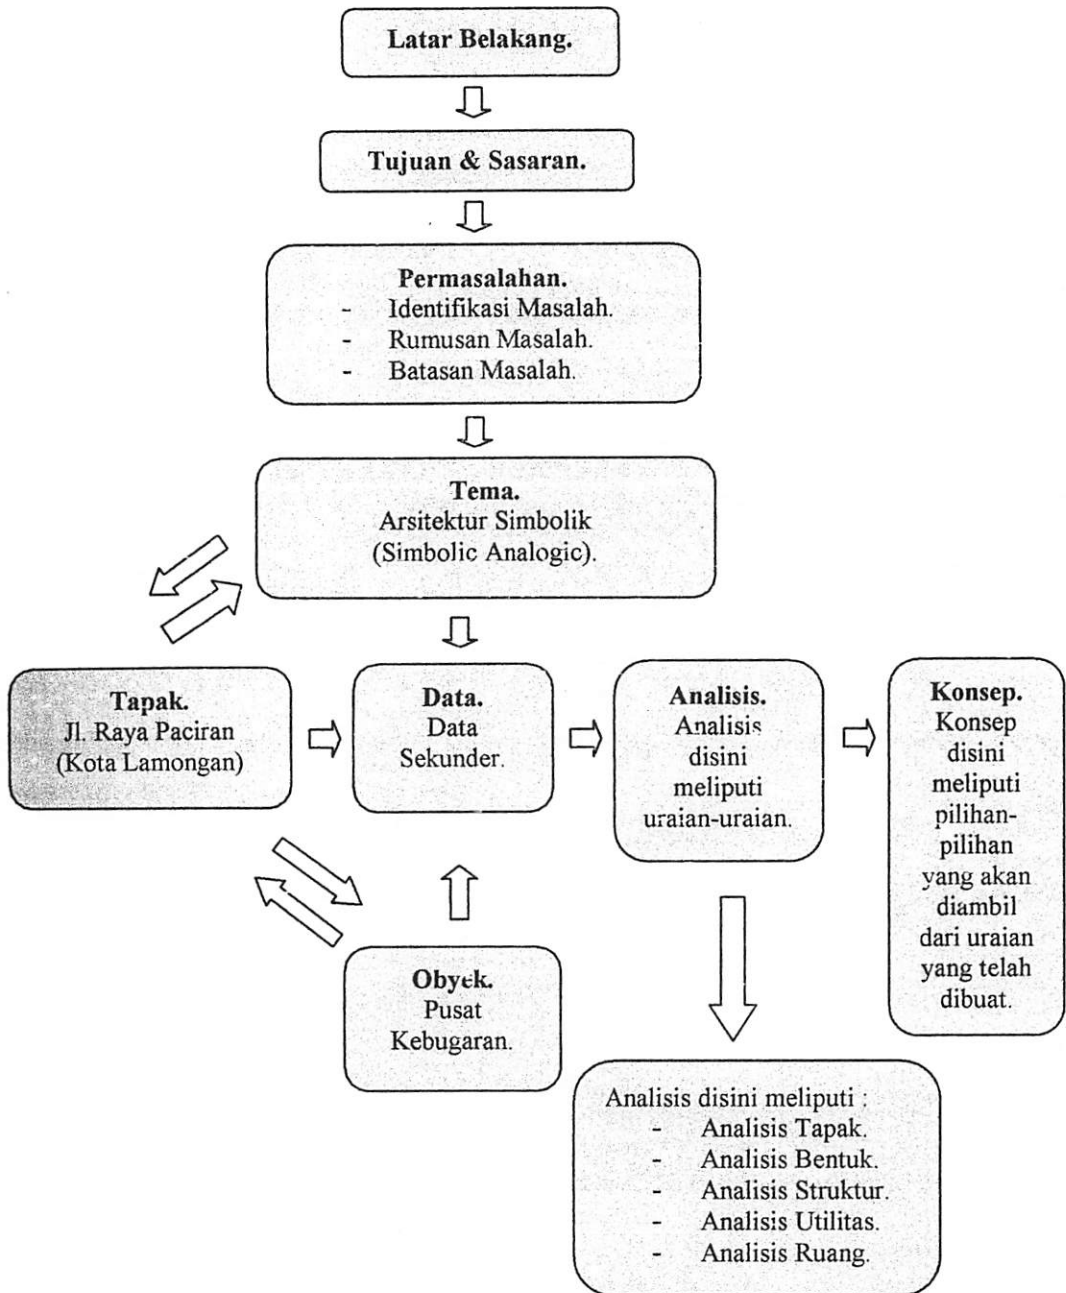 Latar Belakang.
Tujuan & Sasaran.
Permasalahan.
- Identifikasi Masalah.
- Rumusan Masalah.
- Batasan Masalah.
Tema.
Arsitektur Simbolik
(Simbolic Analogic).
Tapak.
Jl. Raya Paciran
(Kota Lamongan)
Data.
Data
Sekunder.
Analisis.
Analisis
disini
meliputi
uraian-uraian.
Konsep.
Konsep
disini
meliputi
pilihan-
pilihan
yang akan
diambil
dari uraian
yang telah
dibuat.
Obyek.
Pusat
Kebugaran.
Analisis disini meliputi :
- Analisis Tapak.
- Analisis Bentuk.
- Analisis Struktur.
- Analisis Utilitas.
- Analisis Ruang.